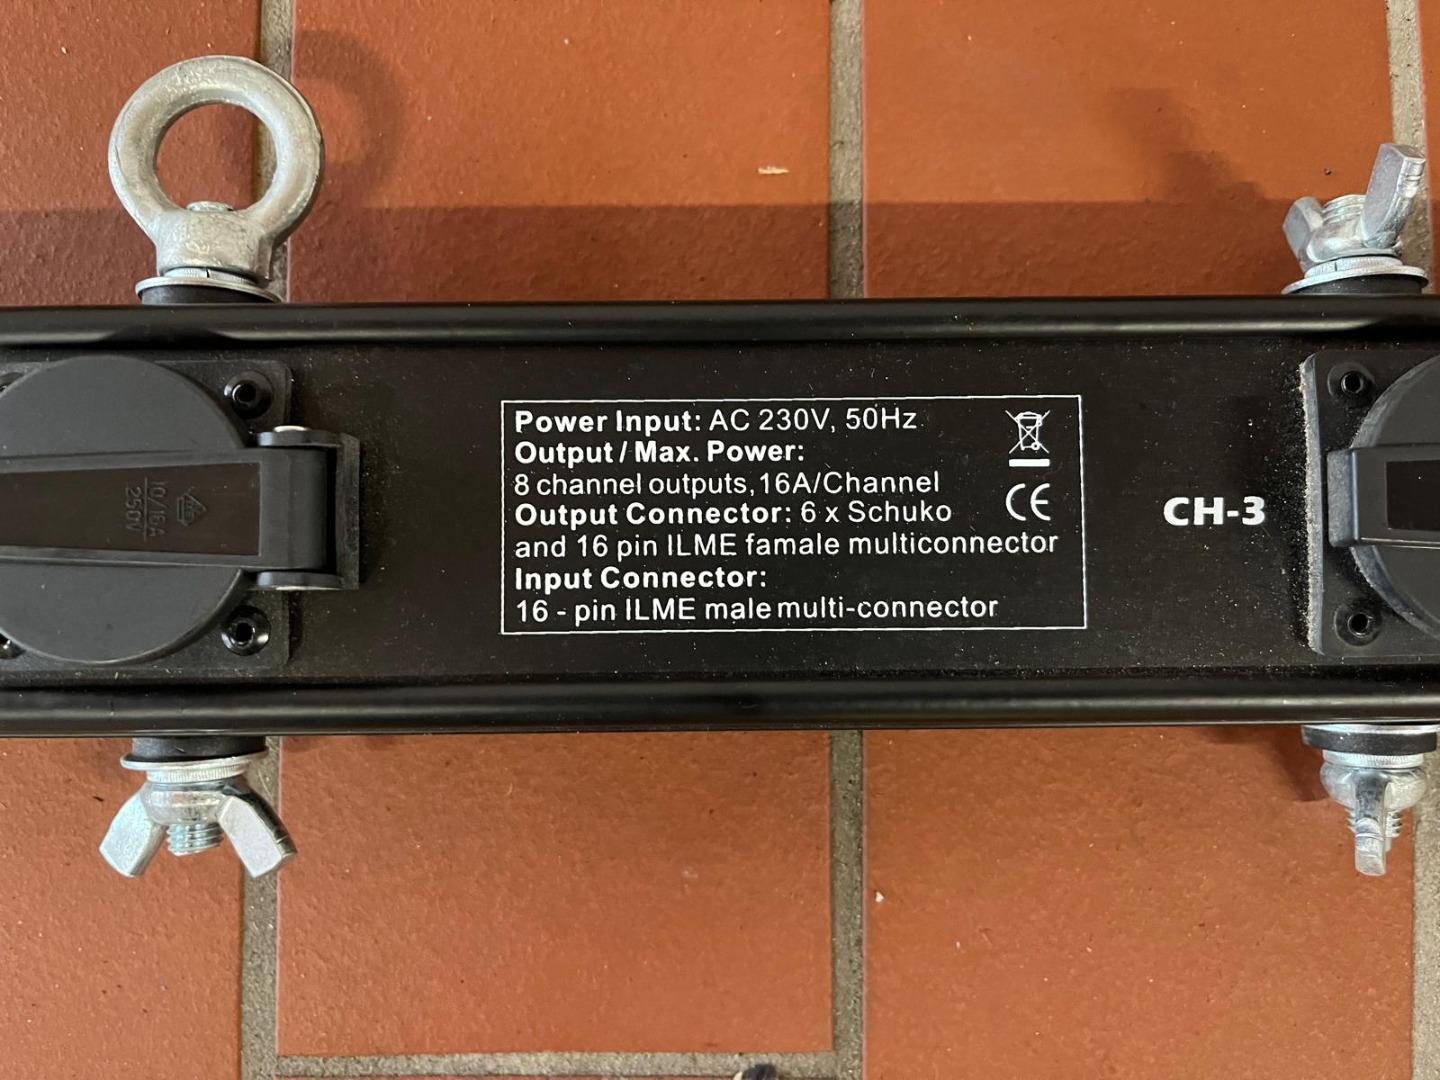 Power Input: AC 230V, 50Hz
Output / Max. Power:
8 channel outputs, 16A/Channel
Output Connector: 6 x Schuko
and 16 pin ILME famale multiconnector
Input Connector:
16 - pin ILME male multi-connector
CE
CH-3
10/16A
250V